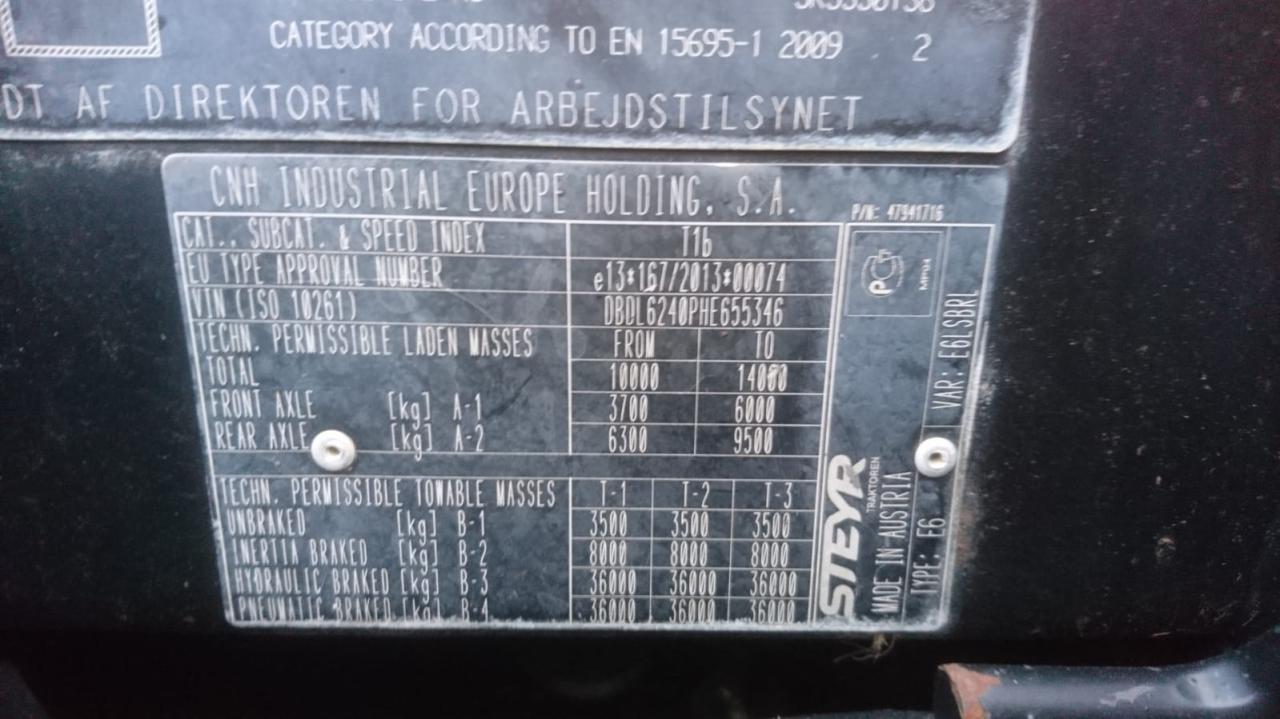 CATEGORY ACCORDING TO EN 15695-1 2009 . 2
DT AF DIREKTOREN FOR ARBEJDSTILSYNET
CNH INDUSTRIAL EUROPE HOLDING, S.A.
P/N: 47941716
CAT., SUBCAT. & SPEED INDEX T1b
EU TYPE APPROVAL NUMBER e13*167/2013*00074
VIN (ISO 10261) DBDL6240PHE655346
TECHN. PERMISSIBLE LADEN MASSES FROM TO
TOTAL 10000 14000
FRONT AXLE [kg] A-1 3700 6000
REAR AXLE [kg] A-2 6300 9500
TECHN. PERMISSIBLE TOWABLE MASSES T-1 T-2 T-3
UNBRAKED [kg] B-1 3500 3500 3500
INERTIA BRAKED [kg] B-2 8000 8000 8000
HYDRAULIC BRAKED [kg] B-3 36000 36000 36000
PNEUMATIC BRAKED [kg] B-4 36000 36000 36000
STEYR
TRAKTOREN
MADE IN AUSTRIA
TYPE: E6
VAR: E6LSBRL